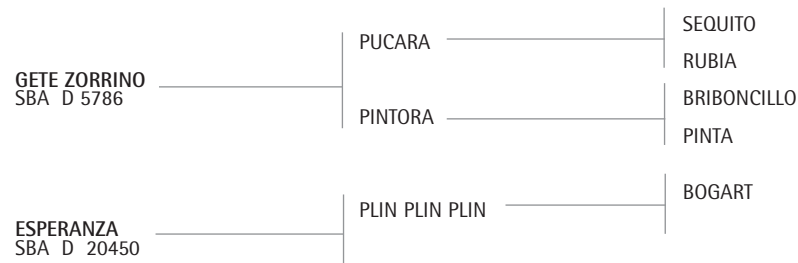 GETE ZORRINO
SBA D 5786
PUCARA
SEQUITO
RUBIA
PINTORA
BRIBONCILLO
PINTA
ESPERANZA
SBA D 20450
PLIN PLIN PLIN
BOGART